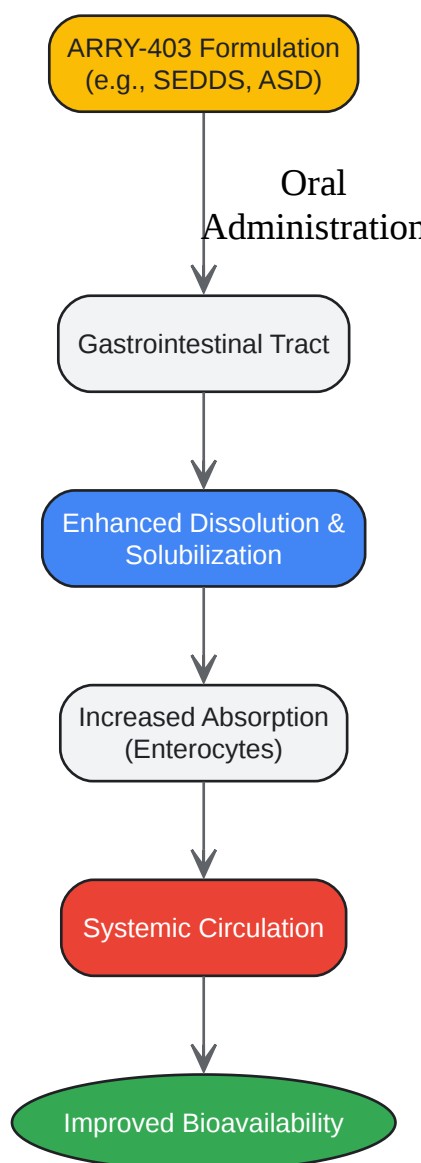 ARRY-403 Formulation
(e.g., SEDDS, ASD)
Oral
Administration
Gastrointestinal Tract
Enhanced Dissolution &
Solubilization
Increased Absorption
(Enterocytes)
Systemic Circulation
Improved Bioavailability